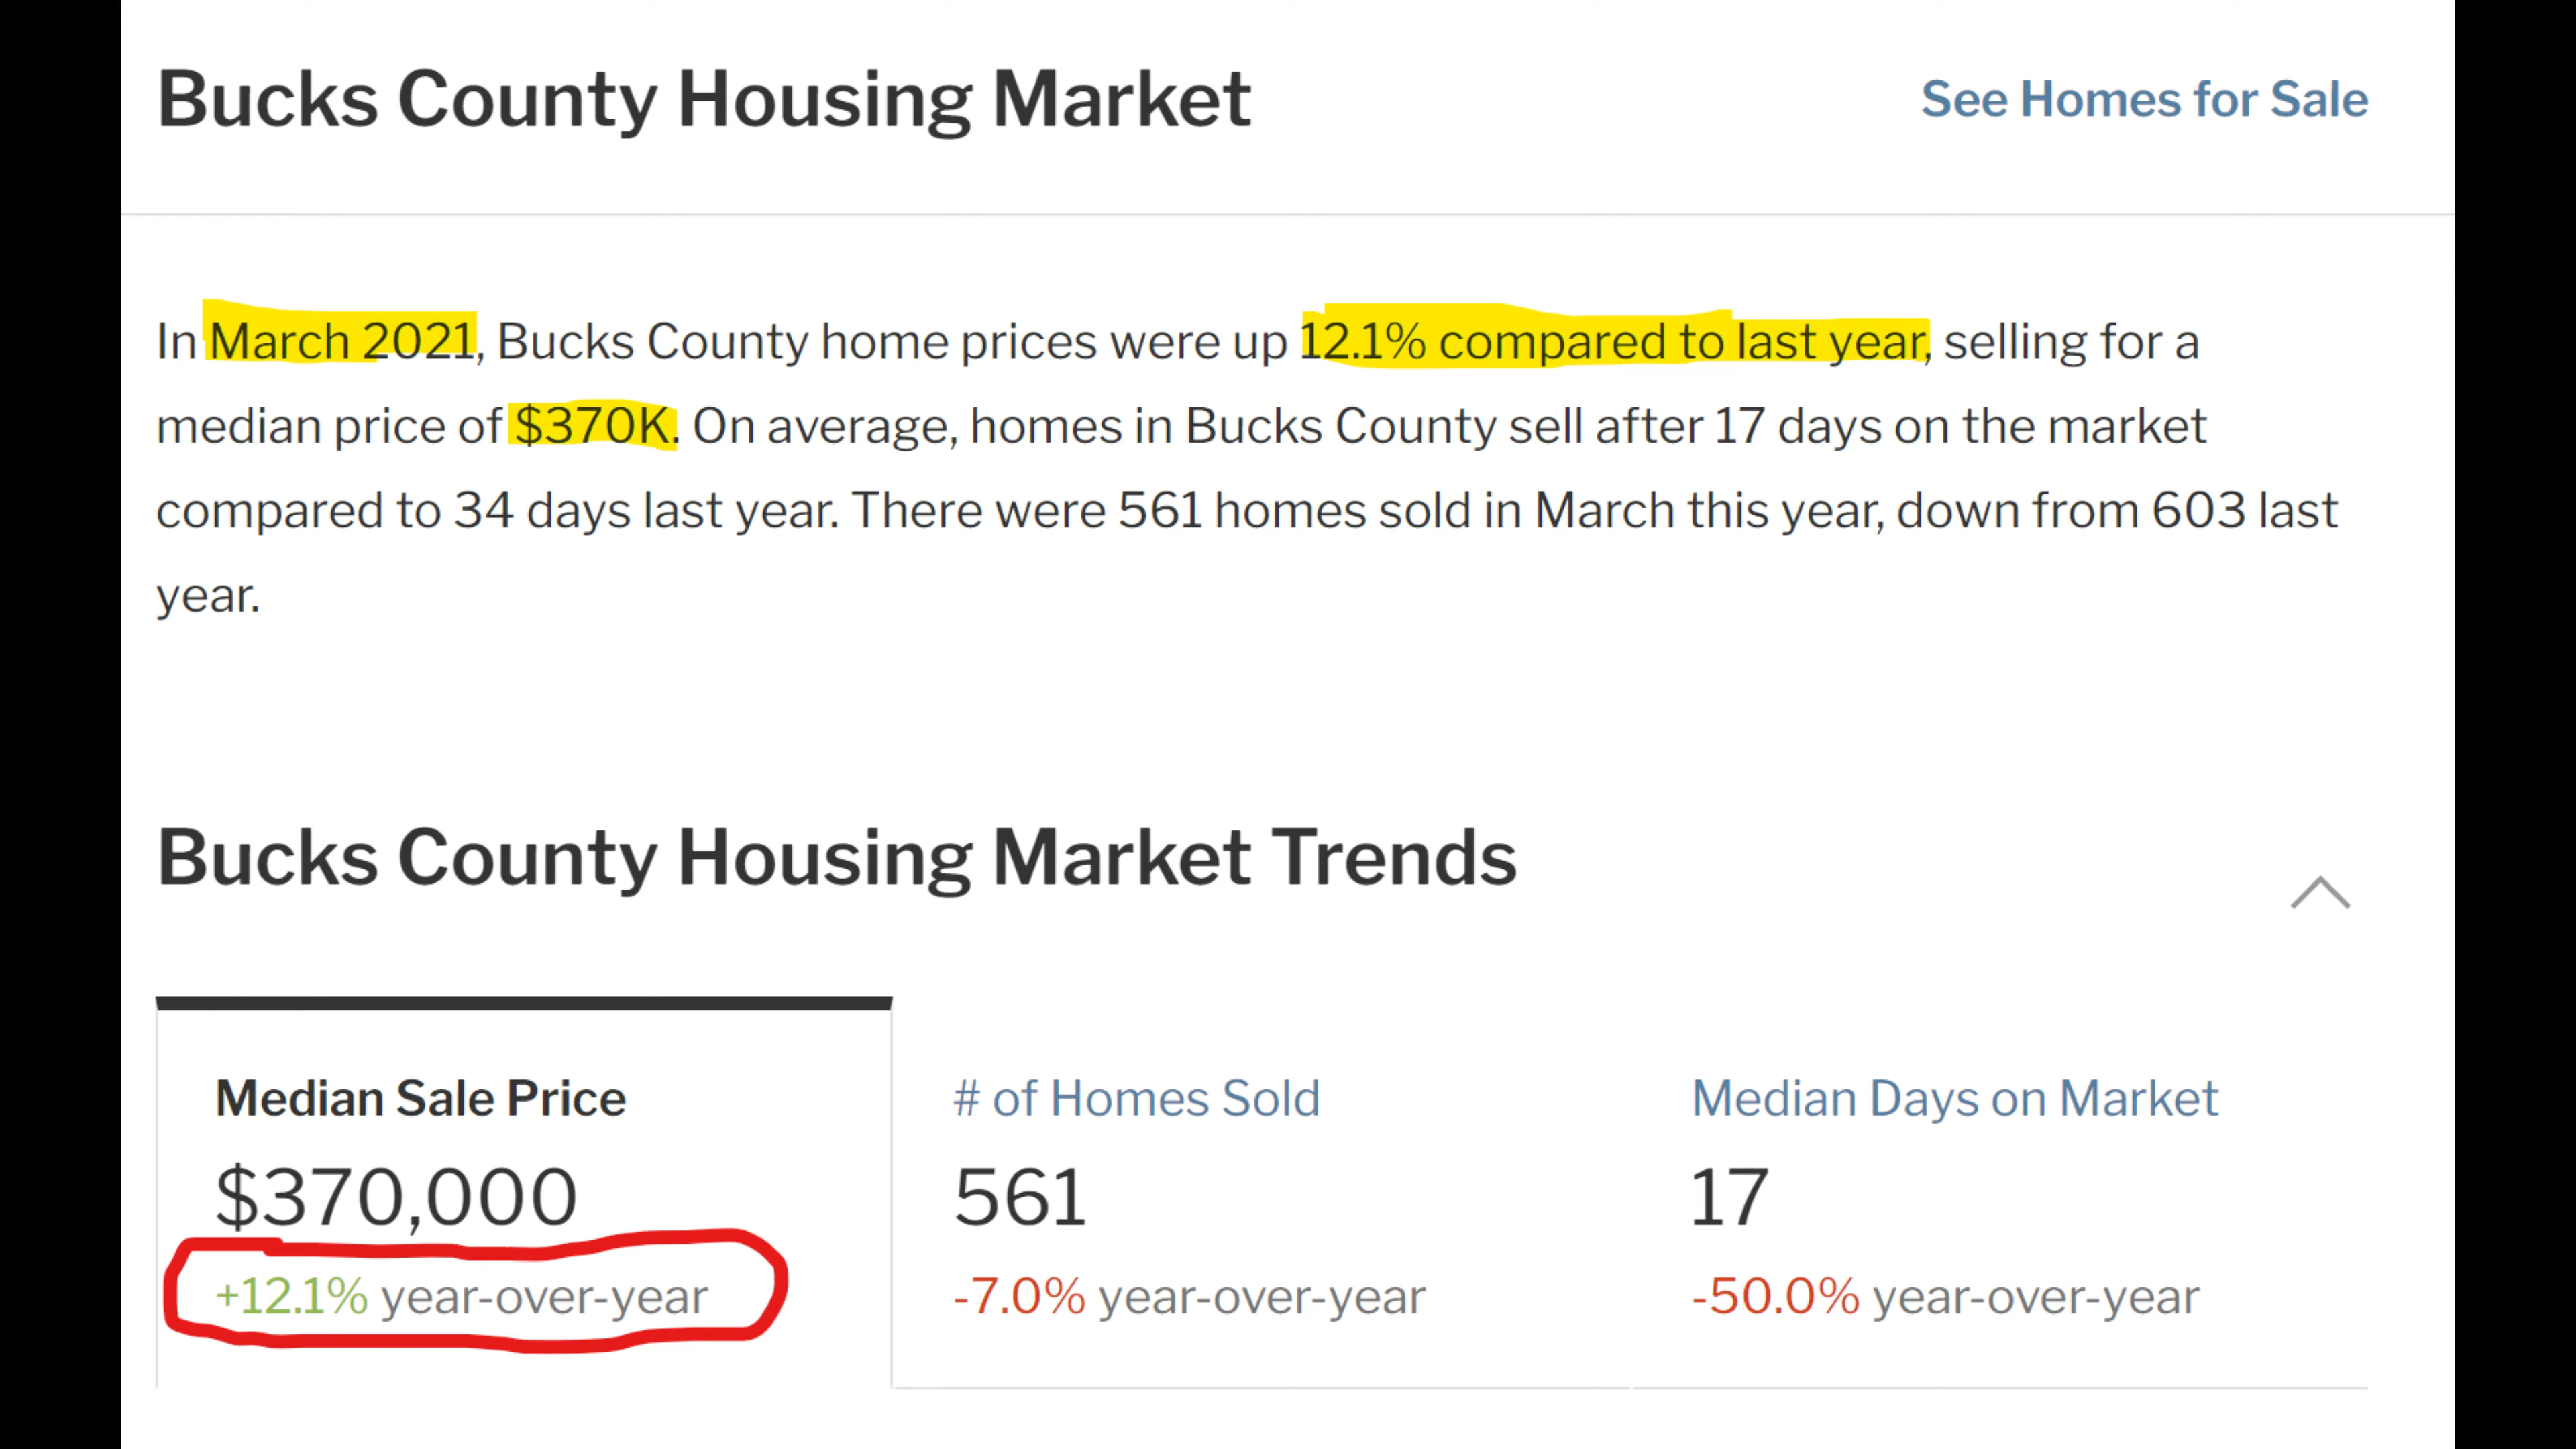 Bucks County Housing Market
See Homes for Sale
In March 2021, Bucks County home prices were up 12.1% compared to last year, selling for a
median price of $370K. On average, homes in Bucks County sell after 17 days on the market
compared to 34 days last year. There were 561 homes sold in March this year, down from 603 last
year.
Bucks County Housing Market Trends
Median Sale Price
$370,000
+12.1% year-over-year
# of Homes Sold
561
-7.0% year-over-year
Median Days on Market
17
-50.0% year-over-year